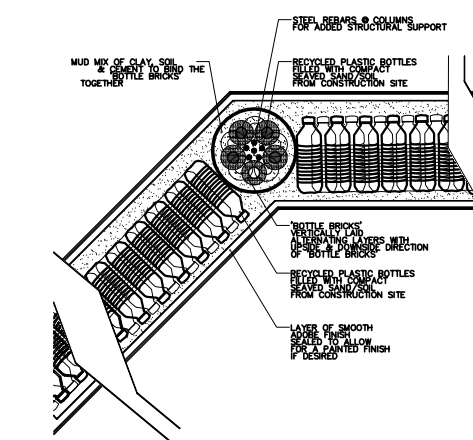 STEEL REBARS @ COLUMNS
FOR ADDED STRUCTURAL SUPPORT
MUD MIX OF CLAY, SOIL
& CEMENT TO BIND THE
'BOTTLE BRICKS'
TOGETHER
RECYCLED PLASTIC BOTTLES
FILLED WITH COMPACT
SEAVED SAND/SOIL
FROM CONSTRUCTION SITE
'BOTTLE BRICKS'
VERTICALLY LAID
ALTERNATING LAYERS WITH
UPSIDE & DOWNSIDE DIRECTION
OF 'BOTTLE BRICKS'
RECYCLED PLASTIC BOTTLES
FILLED WITH COMPACT
SEAVED SAND/SOIL
FROM CONSTRUCTION SITE
LAYER OF SMOOTH
ADOBE FINISH
SEALED TO ALLOW
FOR A PAINTED FINISH
IF DESIRED